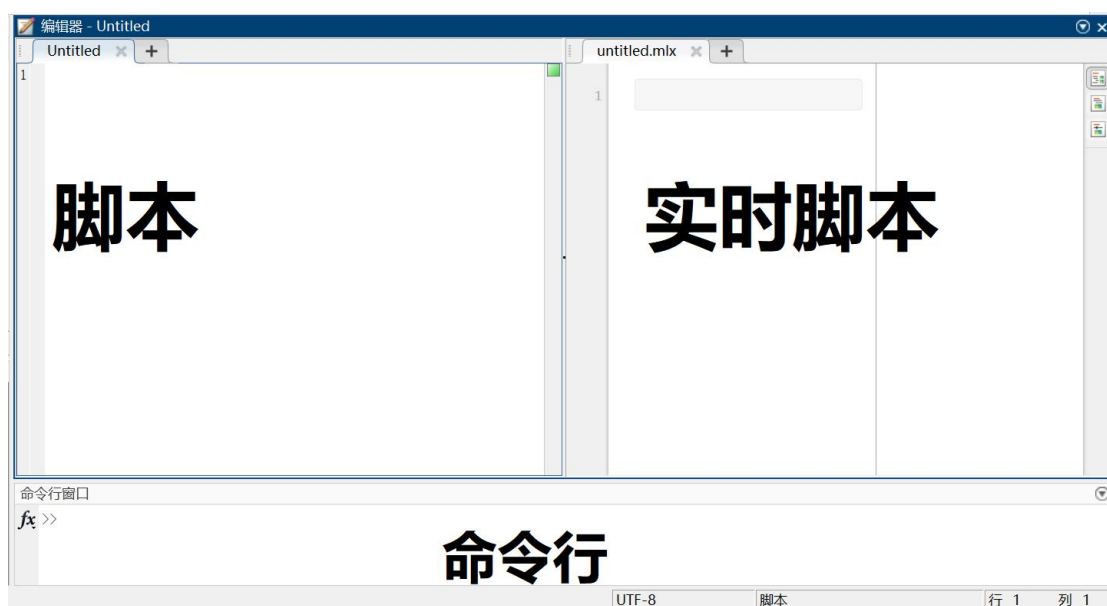 编辑器 - Untitled
Untitled
untitled.mlx
1
1
脚本
实时脚本
命令行窗口
fx >>
命令行
UTF-8 脚本 行 1 列 1